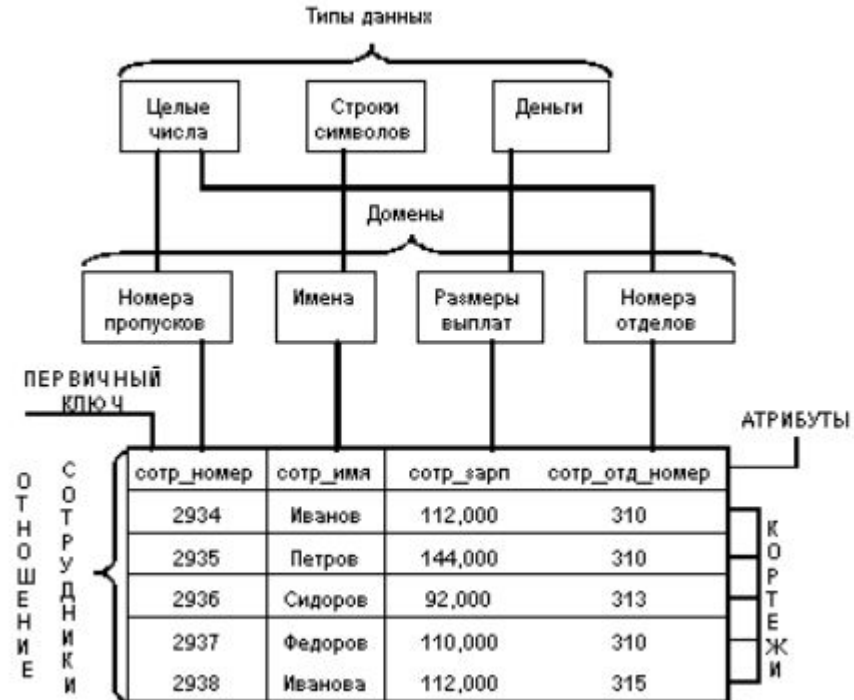 Типы данных
Целые
числа
Строки
символов
Деньги
Домены
Номера
пропусков
Имена
Размеры
выплат
Номера
отделов
ПЕРВИЧНЫЙ
КЛЮЧ
АТРИБУТЫ
ОТНОШЕНИЕ
СОТРУДНИКИ
сотр_номер сотр_имя сотр_зарп сотр_отд_номер
2934 Иванов 112,000 310
2935 Петров 144,000 310
2936 Сидоров 92,000 313
2937 Федоров 110,000 310
2938 Иванова 112,000 315
КОРТЕЖИ